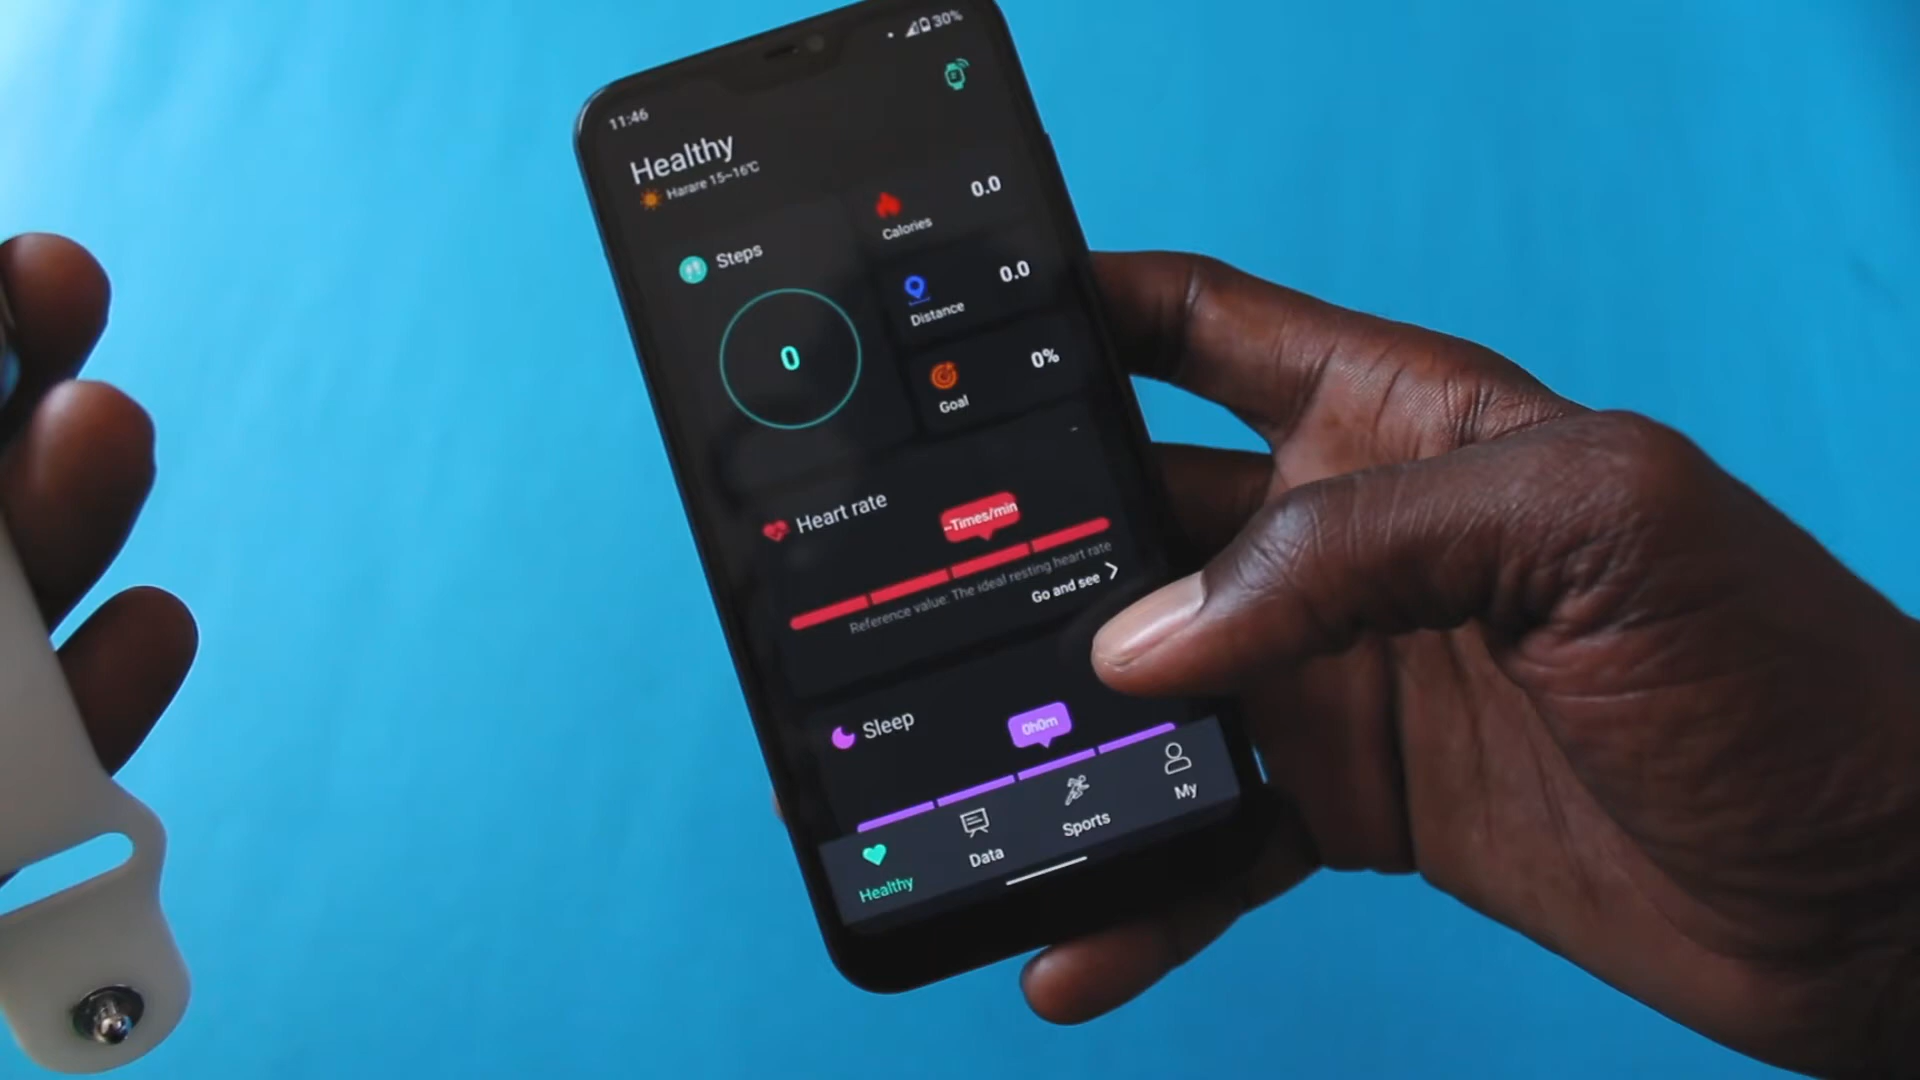 30%
11:46
Healthy
Harare 15~16℃
Steps
0
Calories
0.0
Distance
0.0
Goal
0%
Heart rate
--Times/min
Reference value: The ideal resting heart rate
Go and see
Sleep
0h0m
Healthy
Data
Sports
My